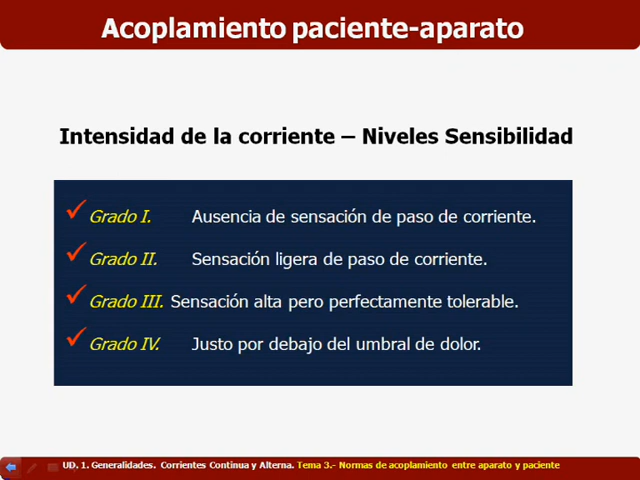 Acoplamiento paciente-aparato
Intensidad de la corriente – Niveles Sensibilidad
Grado I. Ausencia de sensación de paso de corriente.
Grado II. Sensación ligera de paso de corriente.
Grado III. Sensación alta pero perfectamente tolerable.
Grado IV. Justo por debajo del umbral de dolor.
UD. 1. Generalidades. Corrientes Continua y Alterna. Tema 3.- Normas de acoplamiento entre aparato y paciente